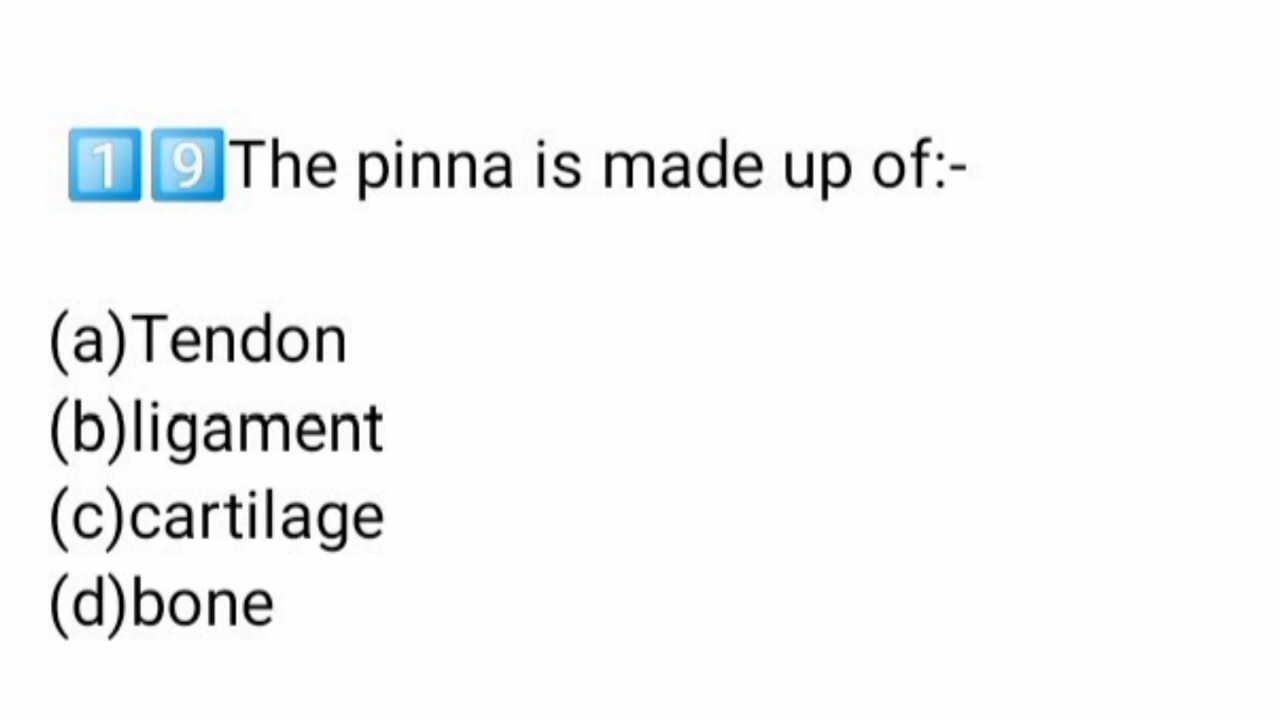 1️⃣9️⃣The pinna is made up of:-
(a)Tendon
(b)ligament
(c)cartilage
(d)bone